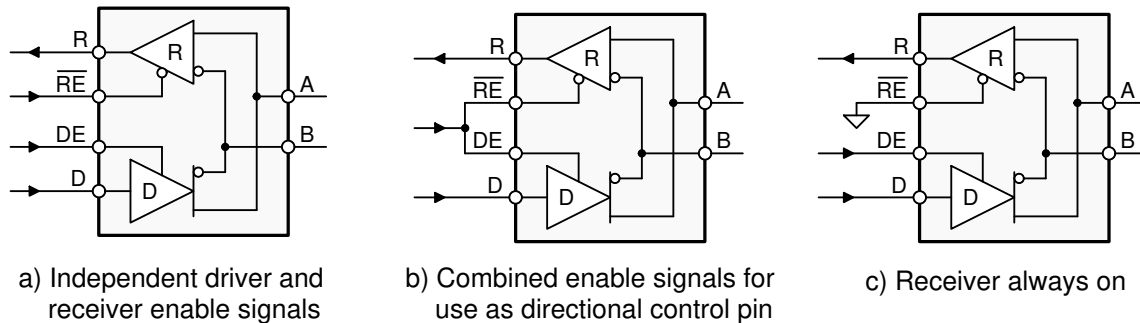 R
R
RE
A
DE
B
D
D
a) Independent driver and
receiver enable signals
R
R
RE
A
DE
B
D
D
b) Combined enable signals for
use as directional control pin
R
R
RE
A
DE
B
D
D
c) Receiver always on